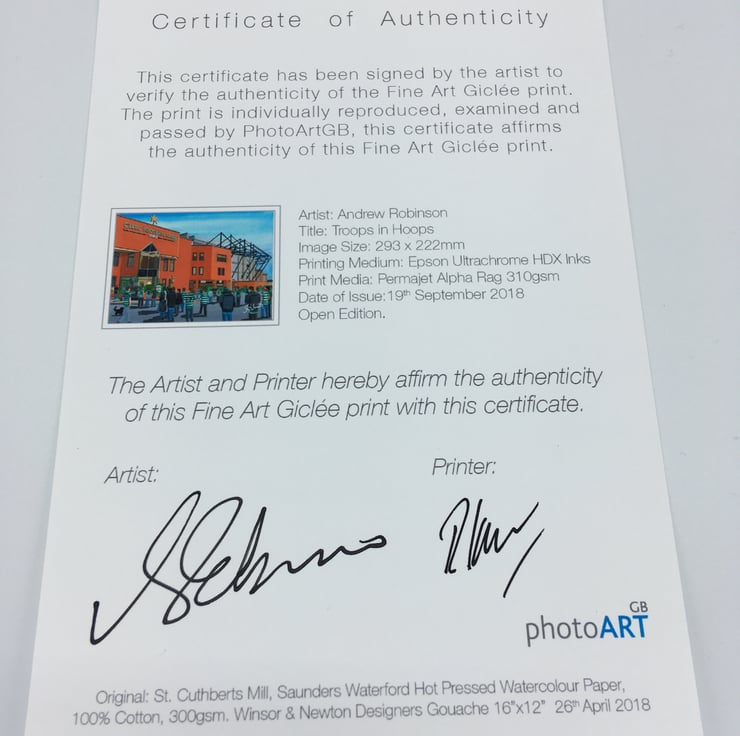 Certificate of Authenticity
This certificate has been signed by the artist to
verify the authenticity of the Fine Art Giclée print.
The print is individually reproduced, examined and
passed by PhotoArtGB, this certificate affirms
the authenticity of this Fine Art Giclée print.
Artist: Andrew Robinson
Title: Troops in Hoops
Image Size: 293 x 222mm
Printing Medium: Epson Ultrachrome HDX Inks
Print Media: Permajet Alpha Rag 310gsm
Date of Issue:19th September 2018
Open Edition.
The Artist and Printer hereby affirm the authenticity
of this Fine Art Giclée print with this certificate.
Artist:
Printer:
GB
photoART
Original: St. Cuthberts Mill, Saunders Waterford Hot Pressed Watercolour Paper,
100% Cotton, 300gsm. Winsor & Newton Designers Gouache 16"x12" 26th April 2018